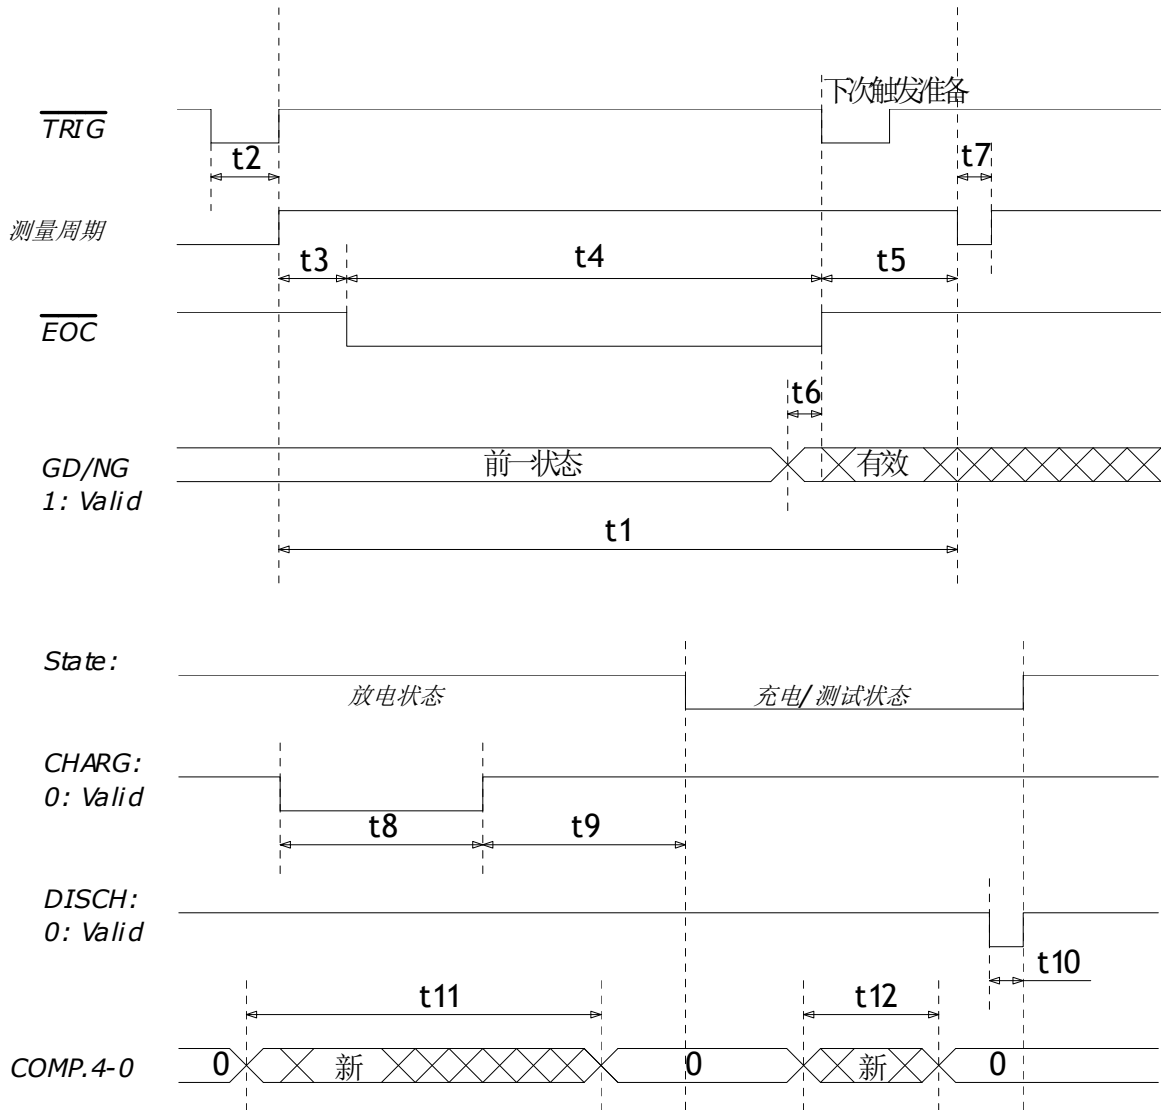 下次触发准备
TRIG
t2
t7
测量周期
t3
t4
t5
EOC
t6
GD/NG
1: Valid
前一状态
有效
t1
State:
放电状态
充电/测试状态
CHARG:
0: Valid
t8
t9
DISCH:
0: Valid
t10
t11
t12
COMP.4-0
0
新
0
新
0